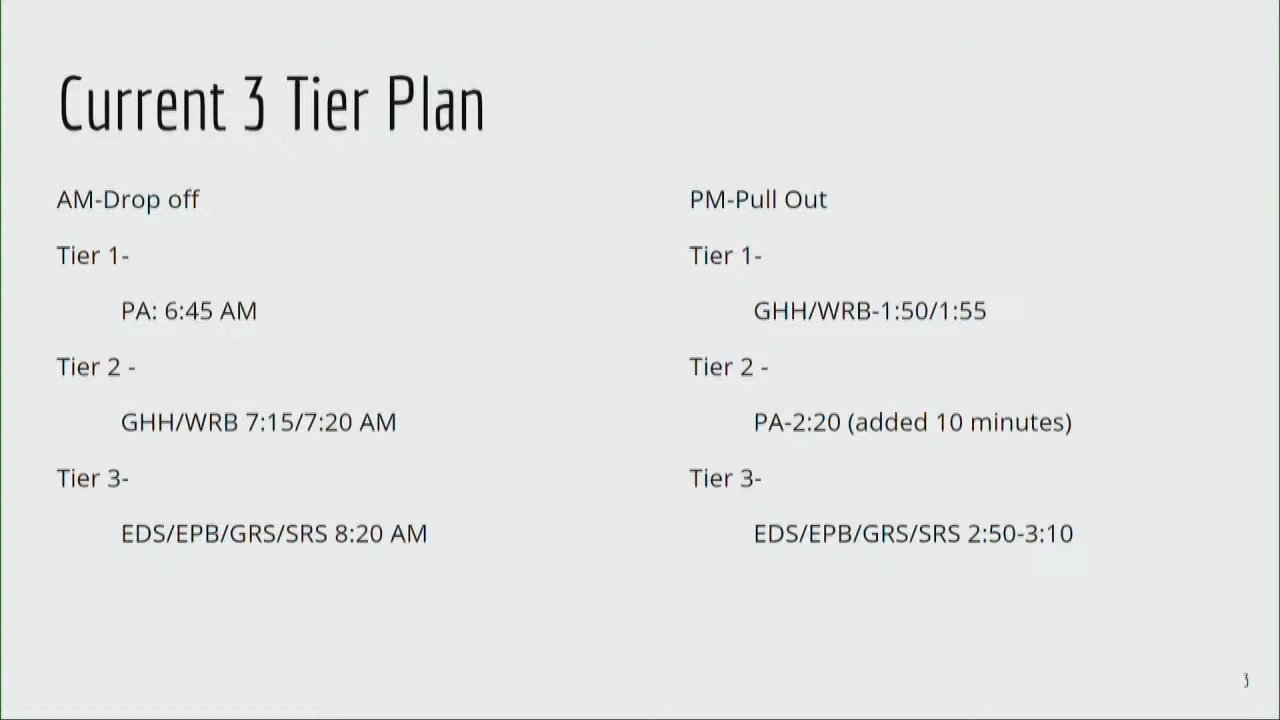 Current 3 Tier Plan
AM-Drop off
Tier 1-
PA: 6:45 AM
Tier 2 -
GHH/WRB 7:15/7:20 AM
Tier 3-
EDS/EPB/GRS/SRS 8:20 AM
PM-Pull Out
Tier 1-
GHH/WRB-1:50/1:55
Tier 2 -
PA-2:20 (added 10 minutes)
Tier 3-
EDS/EPB/GRS/SRS 2:50-3:10
3